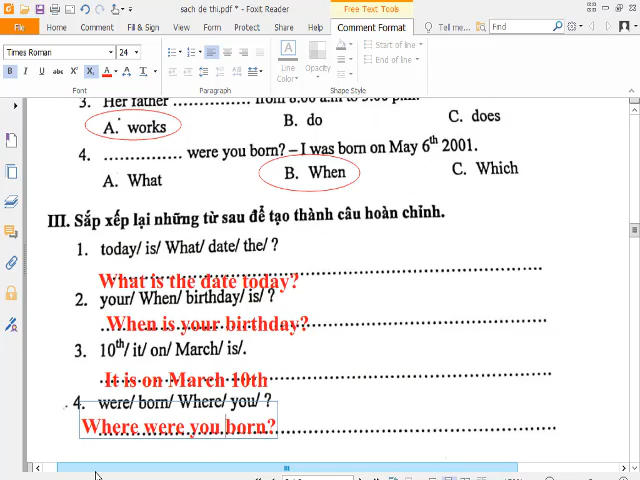 sach de thi.pdf * - Foxit Reader
Free Text Tools
File Home Comment Fill & Sign View Form Protect Share Help Comment Format Tell me... Find
Times Roman 24 Start of line
End of line
B I U abc X₂ X² A T Line Color
Font Paragraph Shape Style
3. Her father ........................ from 8.00 a.m to 5.00 p.m.
A. works B. do C. does
4. ........................ were you born? – I was born on May 6th 2001.
A. What B. When C. Which
III. Sắp xếp lại những từ sau để tạo thành câu hoàn chỉnh.
1. today/ is/ What/ date/ the/ ?
What is the date today?
2. your/ When/ birthday/ is/ ?
When is your birthday?
3. 10th/ it/ on/ March/ is/.
It is on March 10th
4. were/ born/ Where/ you/ ?
Where were you born?